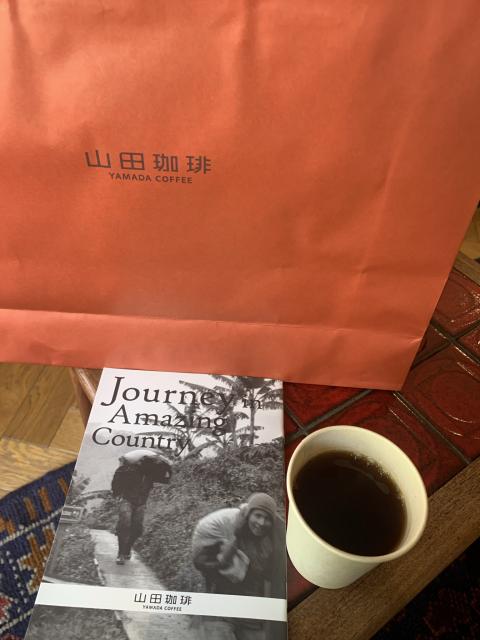 山田珈琲
YAMADA COFFEE
Journey in
Amazing
Country
山田珈琲
YAMADA COFFEE